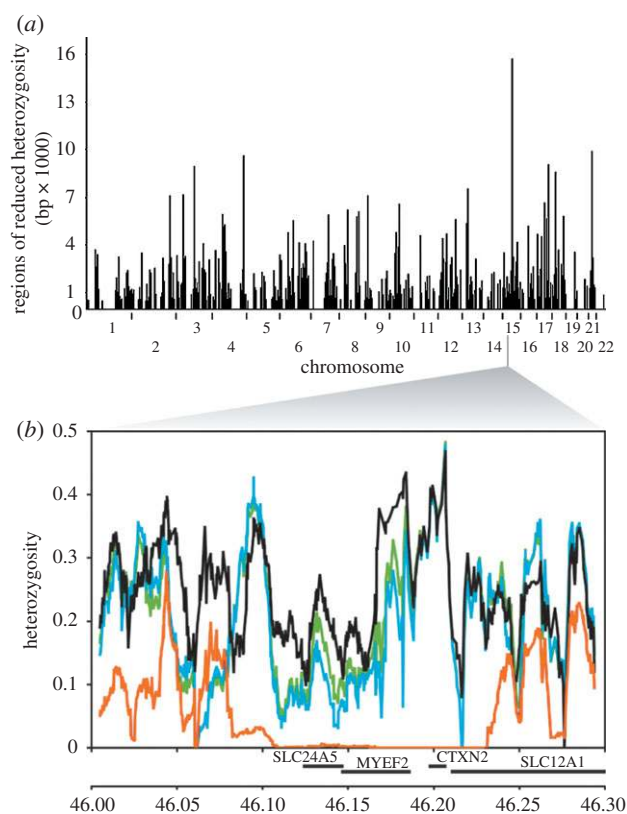 (a)
regions of reduced heterozygosity
(bp × 1000)
16
13
10
7
4
1
0
1 3 5 7 9 11 13 15 17 19 21
2 4 6 8 10 12 14 16 18 20 22
chromosome
(b)
heterozygosity
0.5
0.4
0.3
0.2
0.1
0
SLC24A5 CTXN2
MYEF2 SLC12A1
46.00 46.05 46.10 46.15 46.20 46.25 46.30